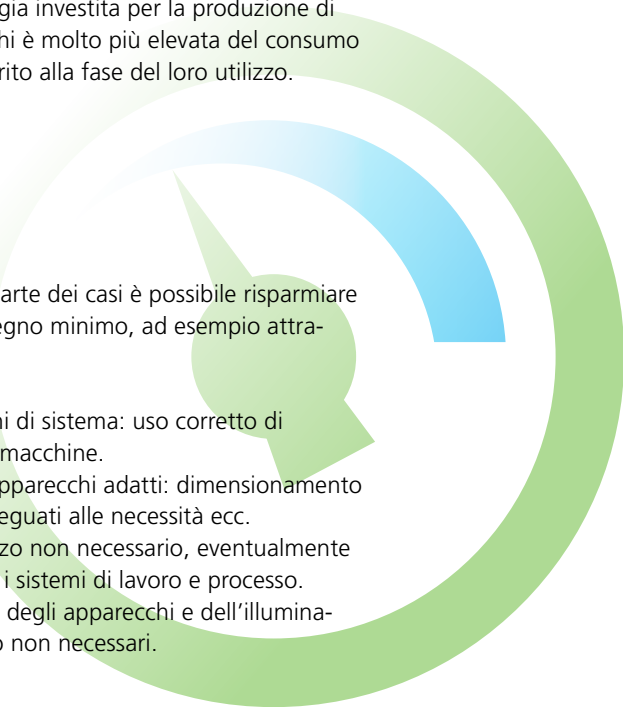 gia investita per la produzione di
hi è molto più elevata del consumo
rito alla fase del loro utilizzo.
arte dei casi è possibile risparmiare
egno minimo, ad esempio attra-
ni di sistema: uso corretto di
macchine.
pparecchi adatti: dimensionamento
eguati alle necessità ecc.
zo non necessario, eventualmente
i sistemi di lavoro e processo.
degli apparecchi e dell’illumina-
o non necessari.